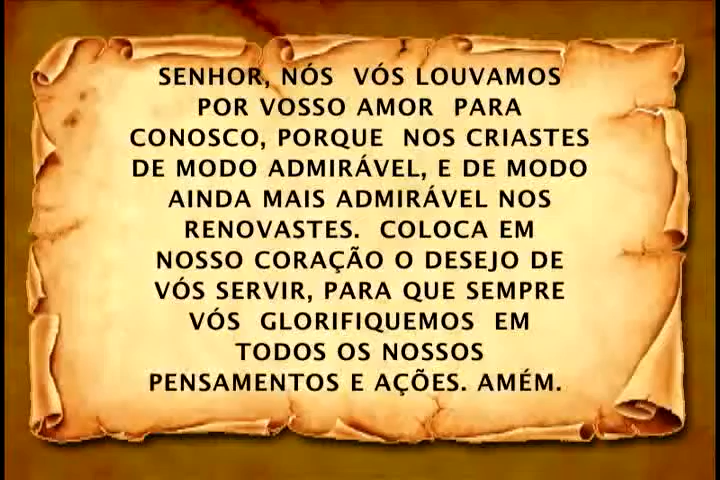 SENHOR, NÓS VÓS LOUVAMOS
POR VOSSO AMOR PARA
CONOSCO, PORQUE NOS CRIASTES
DE MODO ADMIRÁVEL, E DE MODO
AINDA MAIS ADMIRÁVEL NOS
RENOVASTES. COLOCA EM
NOSSO CORAÇÃO O DESEJO DE
VÓS SERVIR, PARA QUE SEMPRE
VÓS GLORIFIQUEMOS EM
TODOS OS NOSSOS
PENSAMENTOS E AÇÕES. AMÉM.